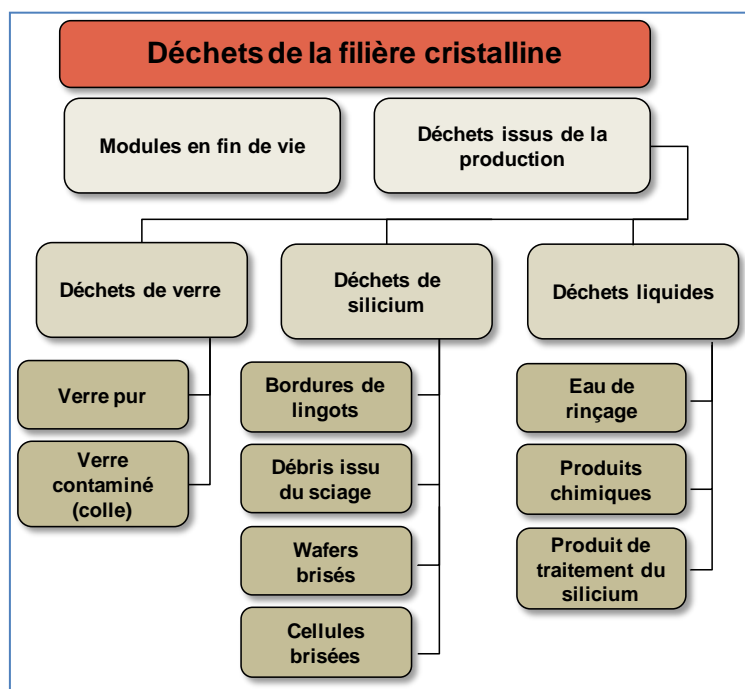 Déchets de la filière cristalline
Modules en fin de vie
Déchets issus de la
production
Déchets de verre
Déchets de
silicium
Déchets liquides
Verre pur
Verre
contaminé
(colle)
Bordures de
lingots
Débris issu
du sciage
Wafers
brisés
Cellules
brisées
Eau de
rinçage
Produits
chimiques
Produit de
traitement du
silicium